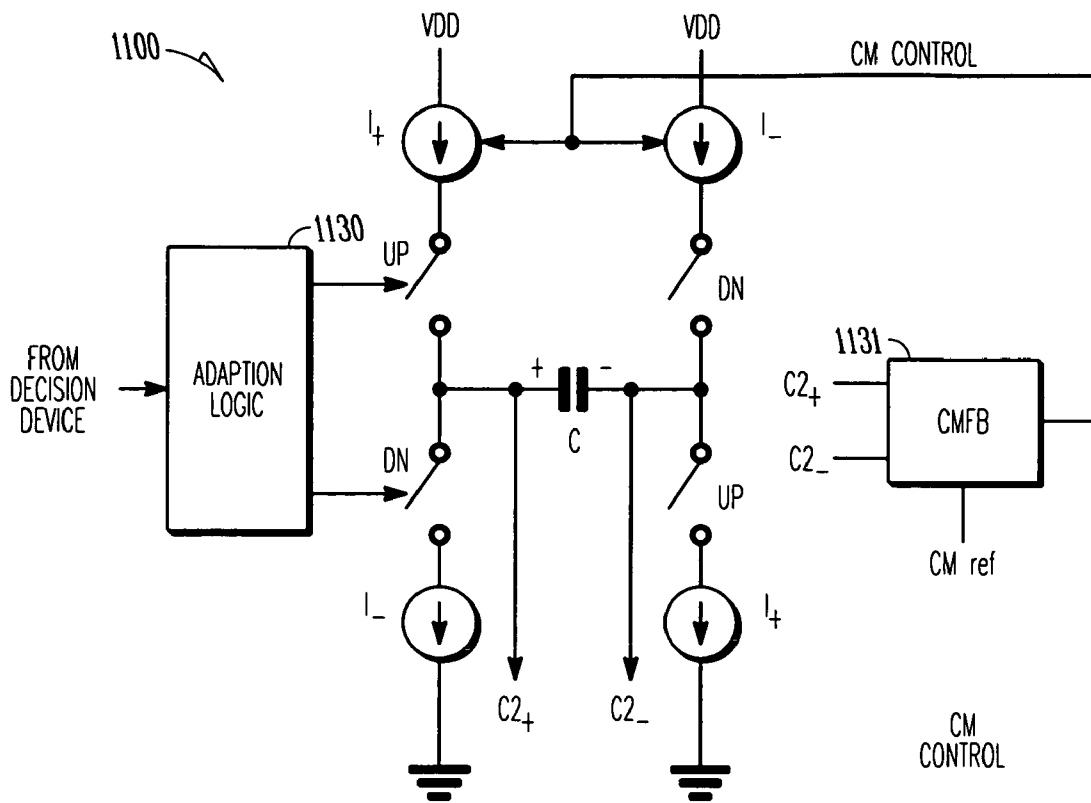 1100
VDD
VDD
CM CONTROL
I+
I-
1130
UP
DN
FROM
DECISION
DEVICE
ADAPTION
LOGIC
+
-
C
1131
C2+
C2-
CMFB
CM ref
DN
UP
I-
I+
C2+
C2-
CM
CONTROL